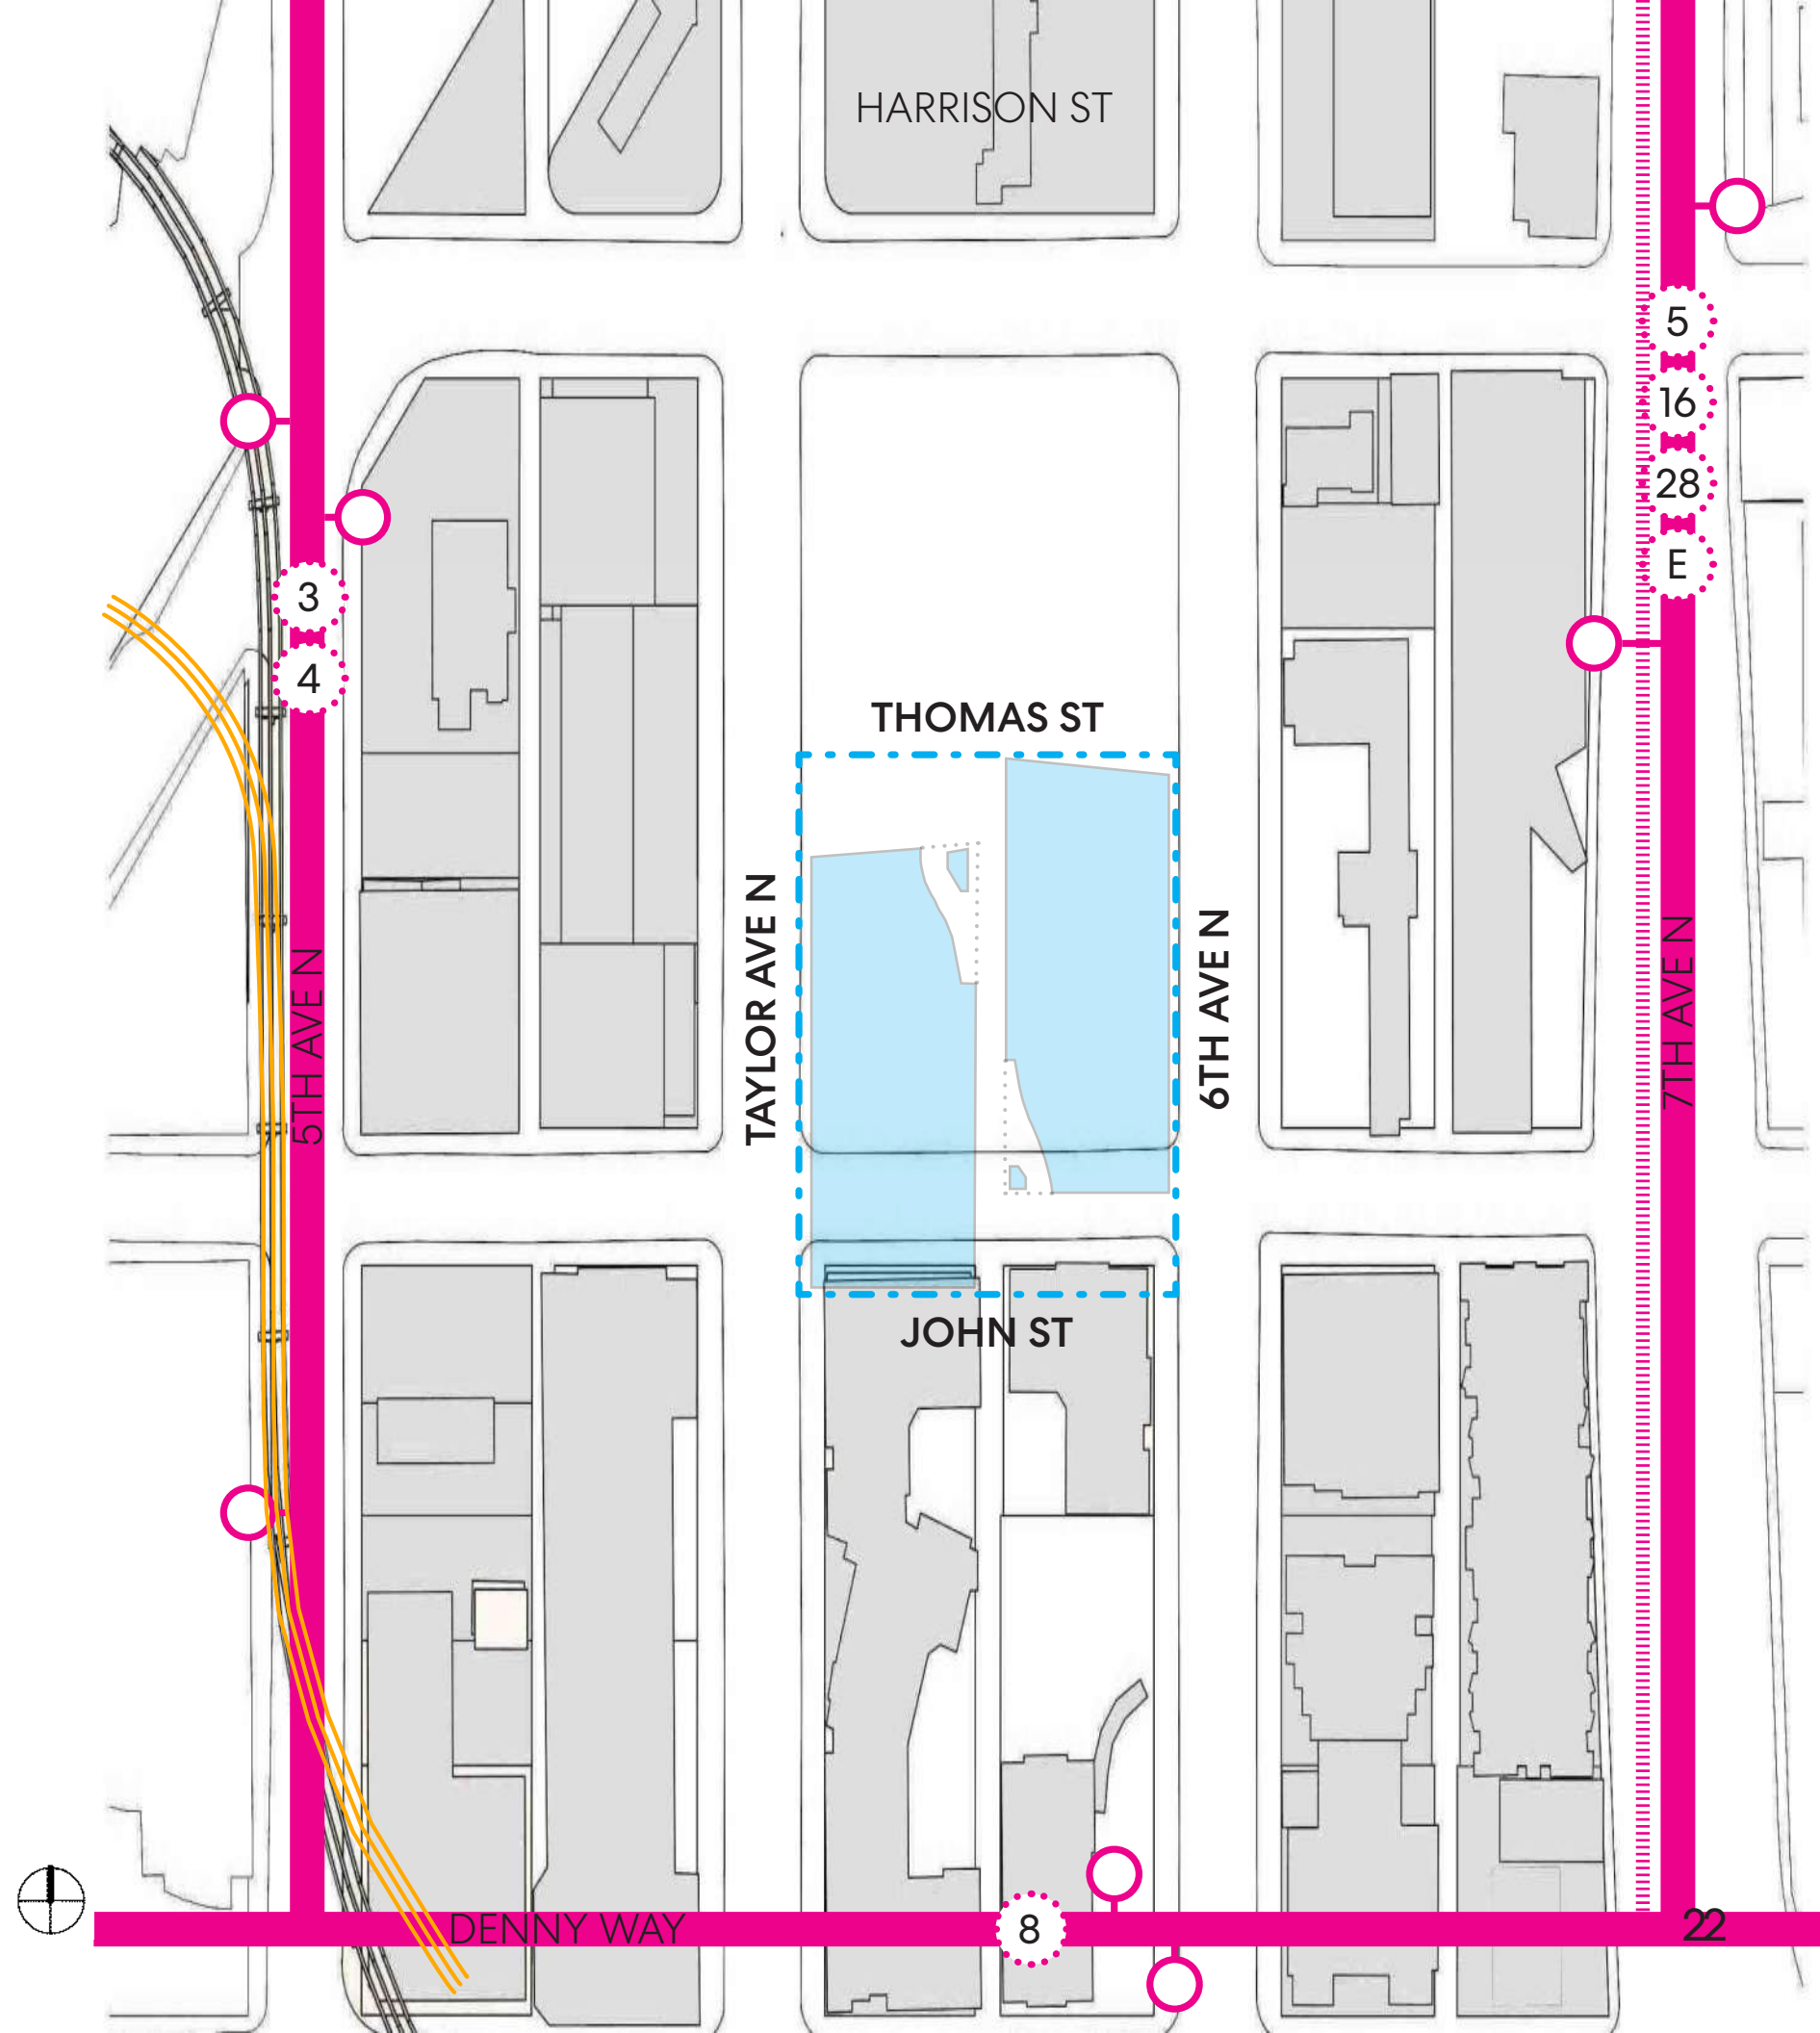 HARRISON ST
5
16
28
E
3
4
THOMAS ST
TAYLOR AVE N
6TH AVE N
5TH AVE N
7TH AVE N
JOHN ST
DENNY WAY
8
22